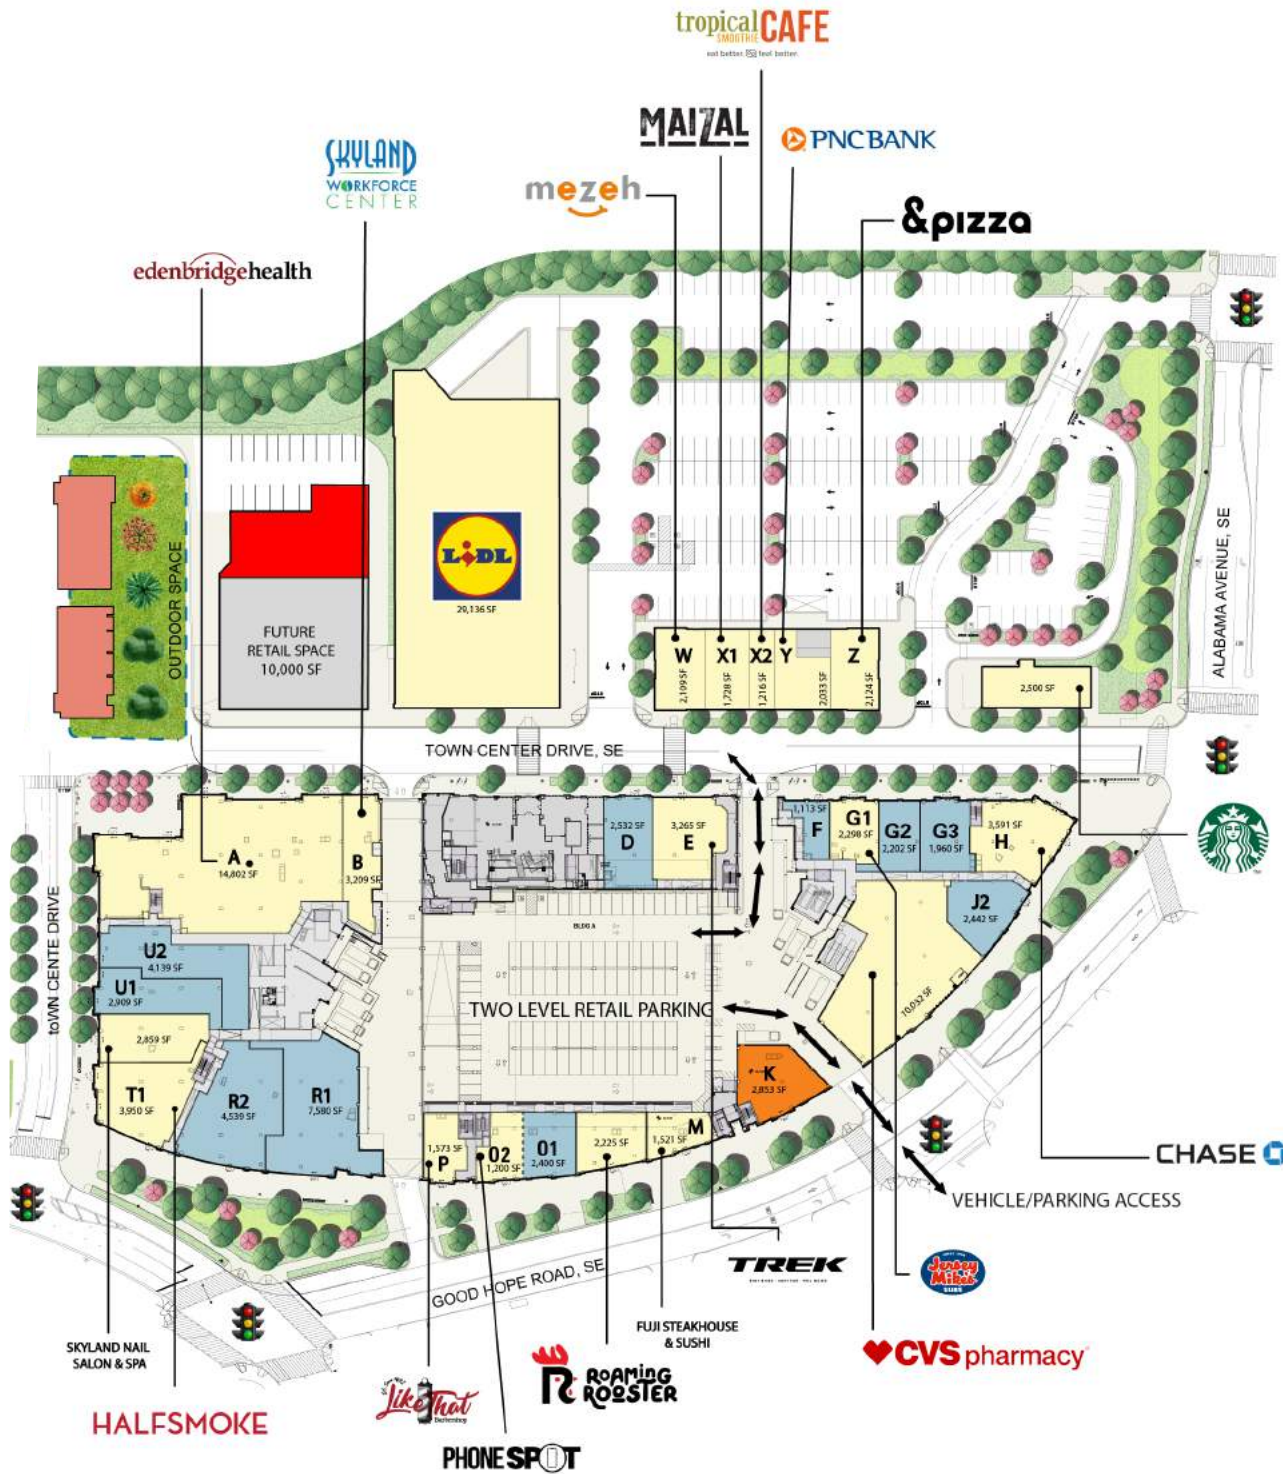 tropical CAFE
SMOOTHIE
eat better. feel better.
MAIZAL
PNC BANK
SKYLAND
WORKFORCE
CENTER
mezeh
&pizza
edenbridgehealth
LIDL
29,136 SF
OUTDOOR SPACE
FUTURE
RETAIL SPACE
10,000 SF
W
2,109 SF
X1
1,728 SF
X2
1,216 SF
Y
2,033 SF
Z
2,124 SF
2,500 SF
ALABAMA AVENUE, SE
TOWN CENTER DRIVE, SE
toWN CENTE DRIVE
A
14,802 SF
B
3,209 SF
D
2,532 SF
E
3,265 SF
F
1,113 SF
G1
2,298 SF
G2
2,202 SF
G3
1,960 SF
H
3,591 SF
J2
2,442 SF
10,032 SF
BLDG A
U2
4,139 SF
U1
2,909 SF
2,859 SF
T1
3,950 SF
R2
4,539 SF
R1
7,580 SF
TWO LEVEL RETAIL PARKING
K
2,853 SF
1,573 SF
P
O2
1,200 SF
O1
2,400 SF
2,225 SF
M
1,521 SF
CHASE
VEHICLE/PARKING ACCESS
TREK
Jersey
Mike's
SUBS
GOOD HOPE ROAD, SE
FUJI STEAKHOUSE
& SUSHI
CVS pharmacy
SKYLAND NAIL
SALON & SPA
ROAMING
ROOSTER
Like That
Barbershop
HALFSMOKE
PHONE SPOT